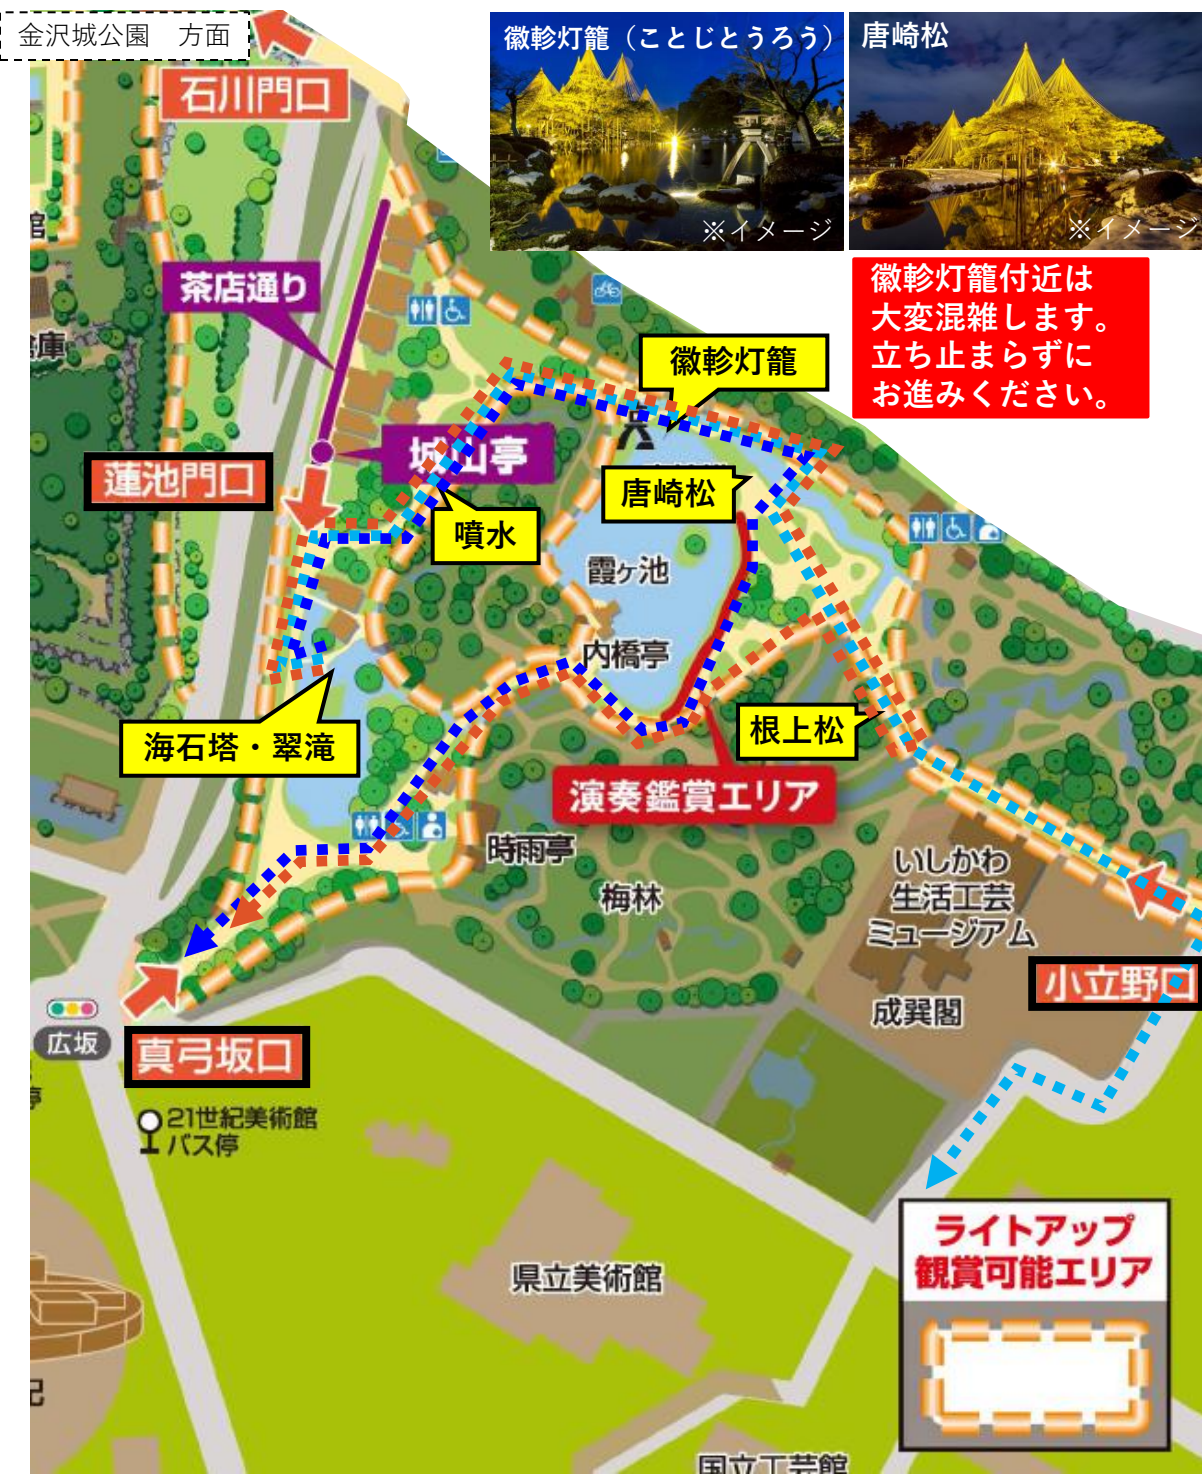 金沢城公園　方面
石川門口
徽軫灯籠（ことじとうろう）
※イメージ
唐崎松
※イメージ
徽軫灯籠付近は
大変混雑します。
立ち止まらずに
お進みください。
館
茶店通り
庫
徽軫灯籠
城山亭
蓮池門口
唐崎松
噴水
霞ヶ池
内橋亭
海石塔・翠滝
根上松
演奏鑑賞エリア
時雨亭
梅林
いしかわ
生活工芸
ミュージアム
小立野口
成巽閣
広坂
真弓坂口
21世紀美術館
バス停
停
県立美術館
ライトアップ
観賞可能エリア
国立工芸館